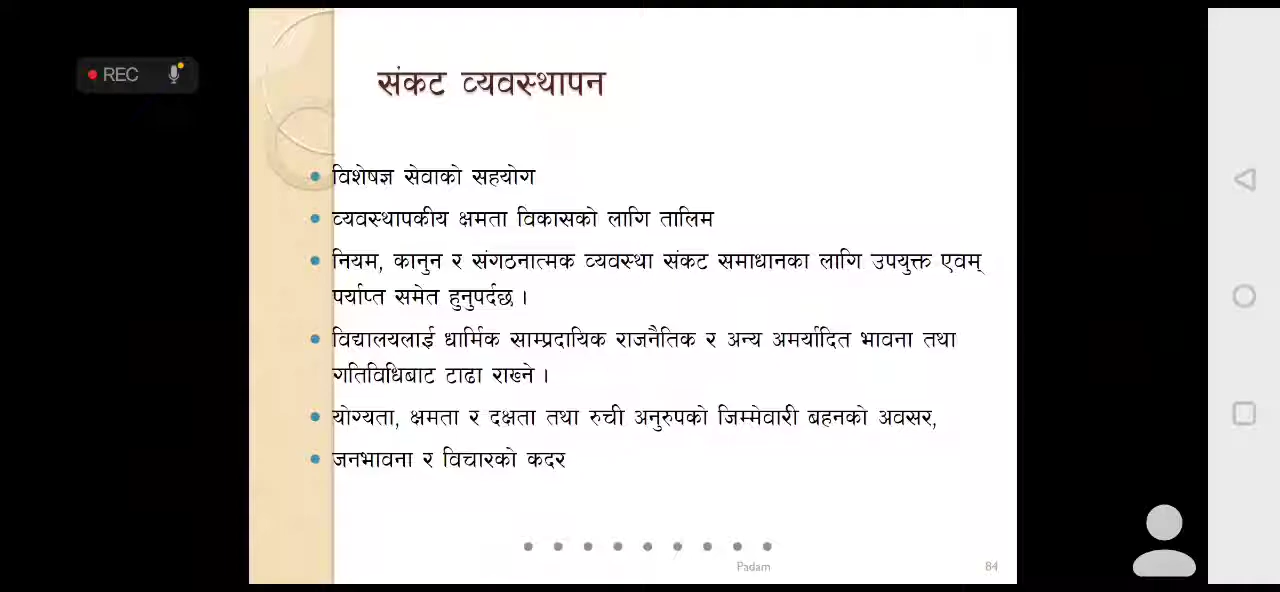 REC
संकट व्यवस्थापन
विशेषज्ञ सेवाको सहयोग
व्यवस्थापकीय क्षमता विकासको लागि तालिम
नियम, कानुन र संगठनात्मक व्यवस्था संकट समाधानका लागि उपयुक्त एवम्
पर्याप्त समेत हुनुपर्दछ ।
विद्यालयलाई धार्मिक साम्प्रदायिक राजनैतिक र अन्य अमर्यादित भावना तथा
गतिविधिबाट टाढा राख्ने ।
योग्यता, क्षमता र दक्षता तथा रुची अनुरुपको जिम्मेवारी बहनको अवसर,
जनभावना र विचारको कदर
Padam 84